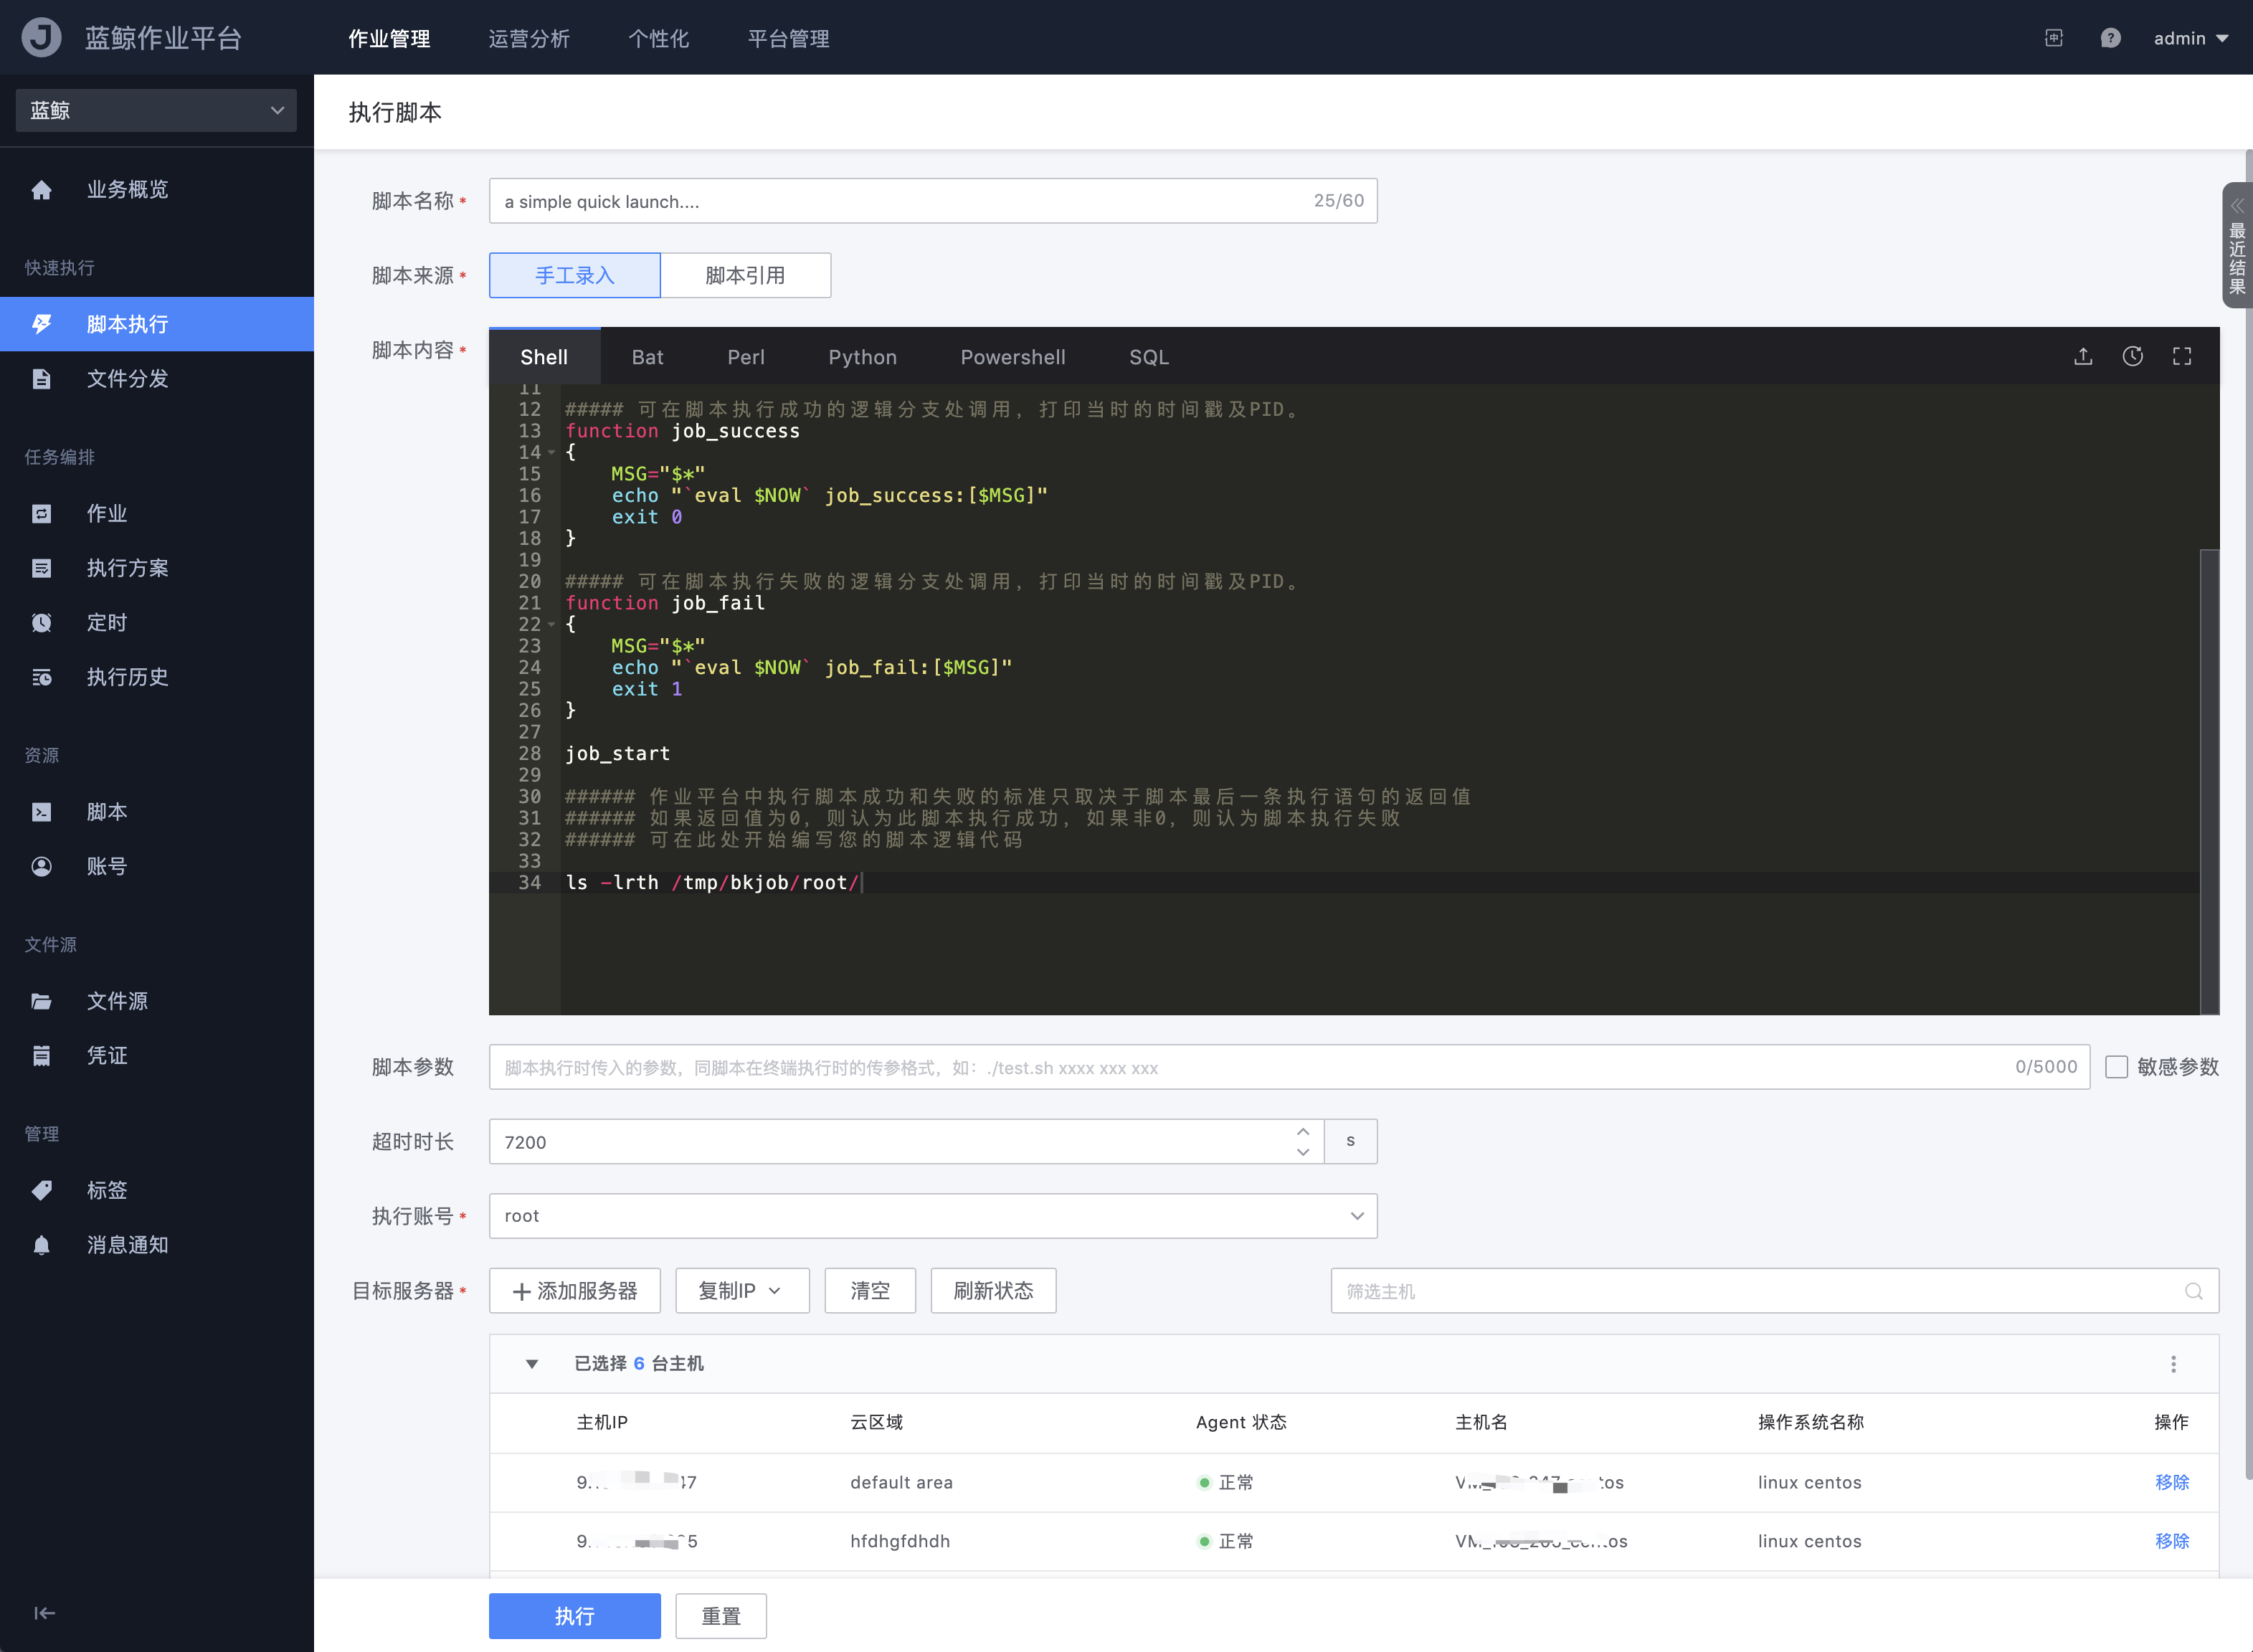 蓝鲸作业平台
作业管理 运营分析 个性化 平台管理
admin
蓝鲸
业务概览
快速执行
脚本执行
文件分发
任务编排
作业
执行方案
定时
执行历史
资源
脚本
账号
文件源
文件源
凭证
管理
标签
消息通知
执行脚本
脚本名称* a simple quick launch.... 25/60
脚本来源* 手工录入 脚本引用
最近结果
脚本内容* Shell Bat Perl Python Powershell SQL
11
12 ##### 可在脚本执行成功的逻辑分支处调用，打印当时的时间戳及PID。
13 function job_success
14 {
15 MSG="$*"
16 echo "`eval $NOW` job_success:[$MSG]"
17 exit 0
18 }
19
20 ##### 可在脚本执行失败的逻辑分支处调用，打印当时的时间戳及PID。
21 function job_fail
22 {
23 MSG="$*"
24 echo "`eval $NOW` job_fail:[$MSG]"
25 exit 1
26 }
27
28 job_start
29
30 ###### 作业平台中执行脚本成功和失败的标准只取决于脚本最后一条执行语句的返回值
31 ###### 如果返回值为0，则认为此脚本执行成功，如果非0，则认为脚本执行失败
32 ###### 可在此处开始编写您的脚本逻辑代码
33
34 ls -lrth /tmp/bkjob/root/
脚本参数 脚本执行时传入的参数，同脚本在终端执行时的传参格式，如：./test.sh xxxx xxx xxx 0/5000 敏感参数
超时时长 7200 s
执行账号* root
目标服务器* 添加服务器 复制IP 清空 刷新状态 筛选主机
已选择 6 台主机
主机IP 云区域 Agent 状态 主机名 操作系统名称 操作
default area 正常 linux centos 移除
hfdhgfdhdh 正常 linux centos 移除
执行 重置